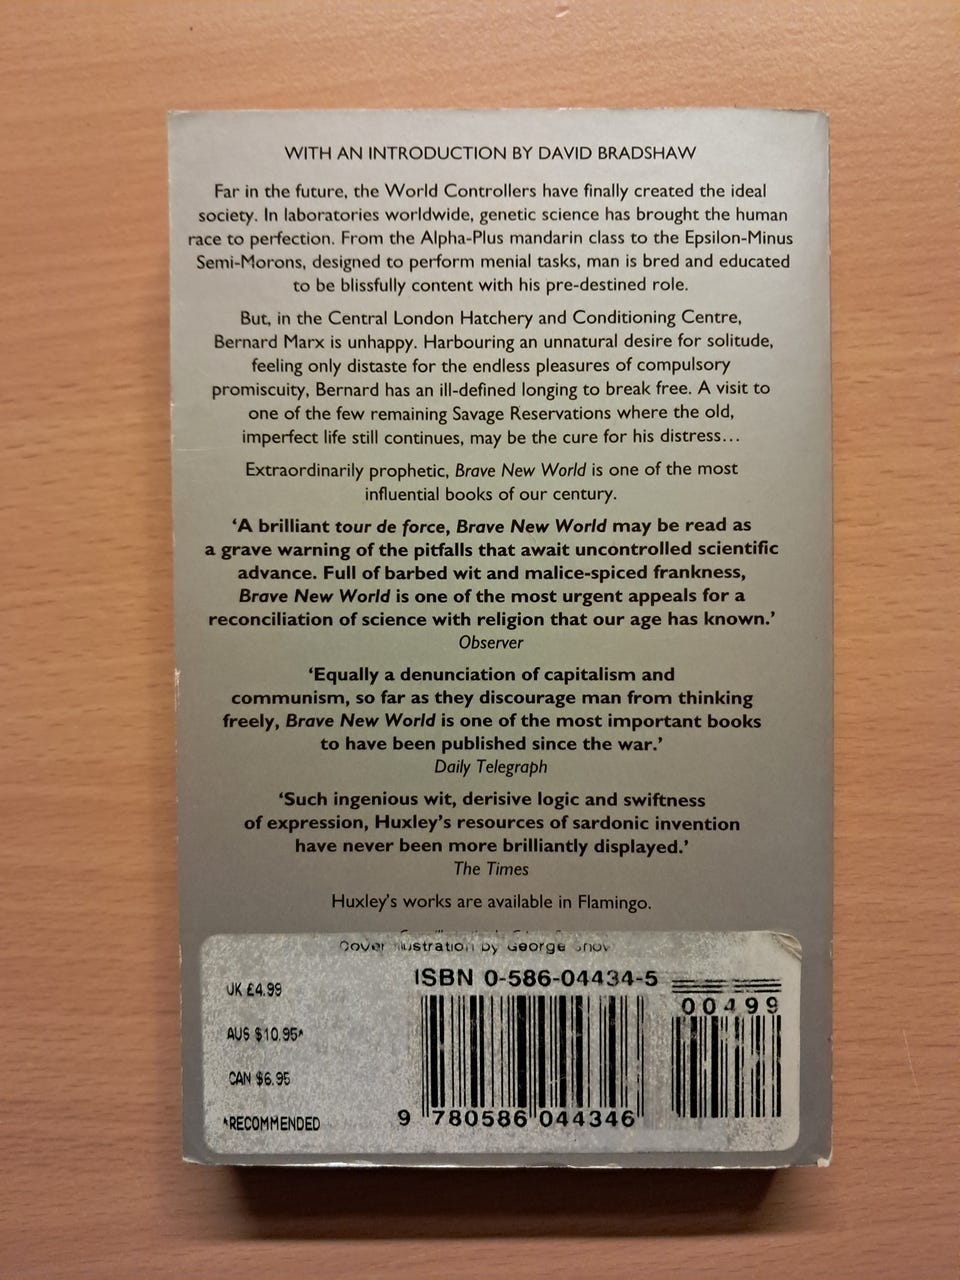 WITH AN INTRODUCTION BY DAVID BRADSHAW
Far in the future, the World Controllers have finally created the ideal
society. In laboratories worldwide, genetic science has brought the human
race to perfection. From the Alpha-Plus mandarin class to the Epsilon-Minus
Semi-Morons, designed to perform menial tasks, man is bred and educated
to be blissfully content with his pre-destined role.
But, in the Central London Hatchery and Conditioning Centre,
Bernard Marx is unhappy. Harbouring an unnatural desire for solitude,
feeling only distaste for the endless pleasures of compulsory
promiscuity, Bernard has an ill-defined longing to break free. A visit to
one of the few remaining Savage Reservations where the old,
imperfect life still continues, may be the cure for his distress...
Extraordinarily prophetic, Brave New World is one of the most
influential books of our century.
‘A brilliant tour de force, Brave New World may be read as
a grave warning of the pitfalls that await uncontrolled scientific
advance. Full of barbed wit and malice-spiced frankness,
Brave New World is one of the most urgent appeals for a
reconciliation of science with religion that our age has known.’
Observer
‘Equally a denunciation of capitalism and
communism, so far as they discourage man from thinking
freely, Brave New World is one of the most important books
to have been published since the war.’
Daily Telegraph
‘Such ingenious wit, derisive logic and swiftness
of expression, Huxley’s resources of sardonic invention
have never been more brilliantly displayed.’
The Times
Huxley’s works are available in Flamingo.
Cover illustration by George
ISBN 0-586-04434-5
UK £4.99
00499
AUS $10.95*
CAN $6.95
*RECOMMENDED
9 780586 044346